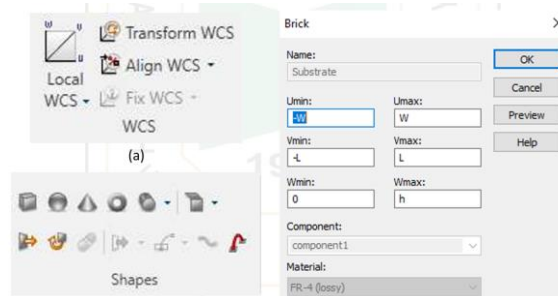 w
v
u
Local
WCS
Transform WCS
Align WCS
Fix WCS
WCS
(a)
Shapes
Brick
Name:
Substrate
Umin:
Umax:
-W
W
Vmin:
Vmax:
-L
L
Wmin:
Wmax:
0
h
Component:
component1
Material:
FR-4 (lossy)
OK
Cancel
Preview
Help